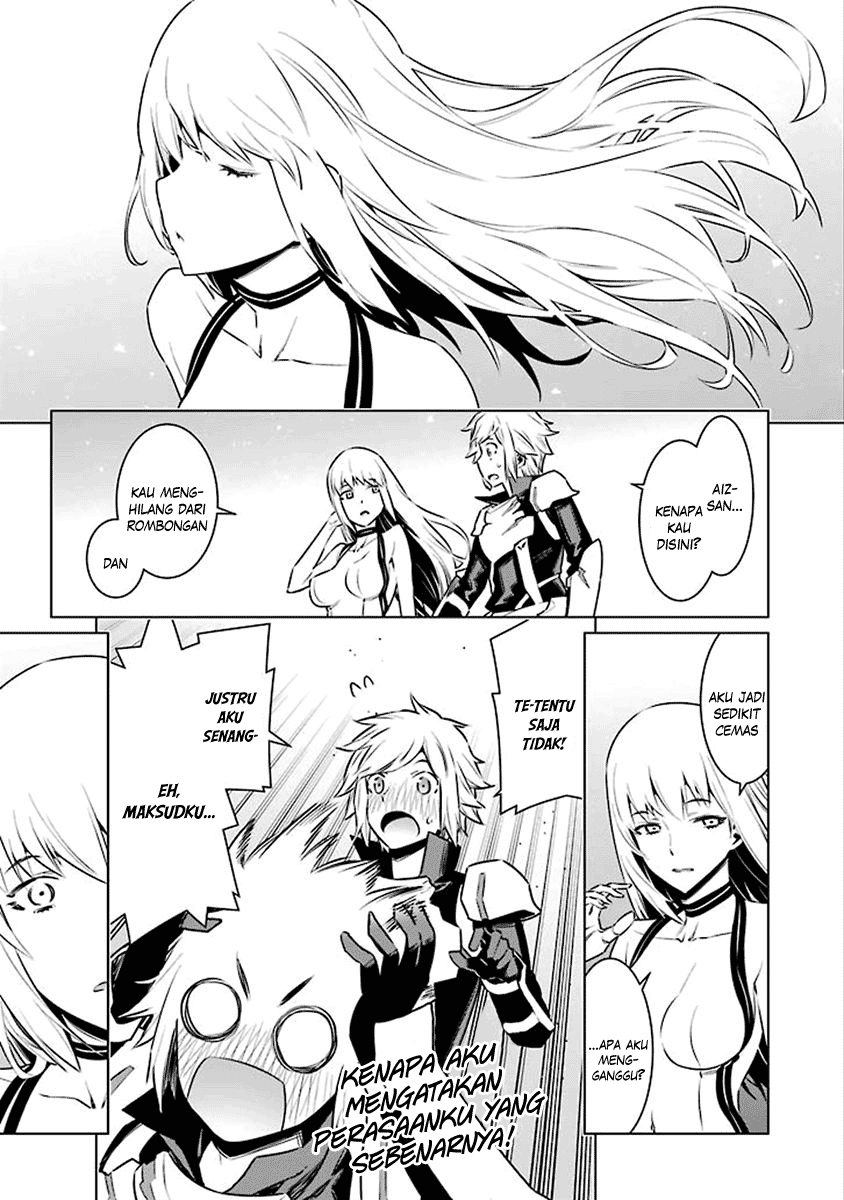 AIZ-
SAN...
KENAPA
KAU
DISINI?
KAU MENG-
HILANG DARI
ROMBONGAN
DAN
AKU JADI
SEDIKIT
CEMAS
...APA AKU
MENG-
GANGGU?
TE-TENTU
SAJA
TIDAK!
JUSTRU
AKU
SENANG-
EH,
MAKSUDKU...
KENAPA AKU
MENGATAKAN
PERASAANKU YANG
SEBENARNYA!